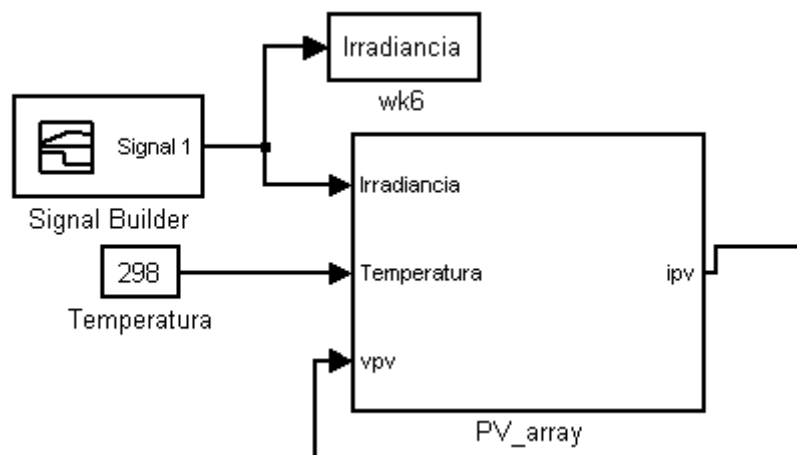 Irradiancia
wk6
Signal 1
Signal Builder
Irradiancia
298
Temperatura
Temperatura
ipv
vpv
PV_array